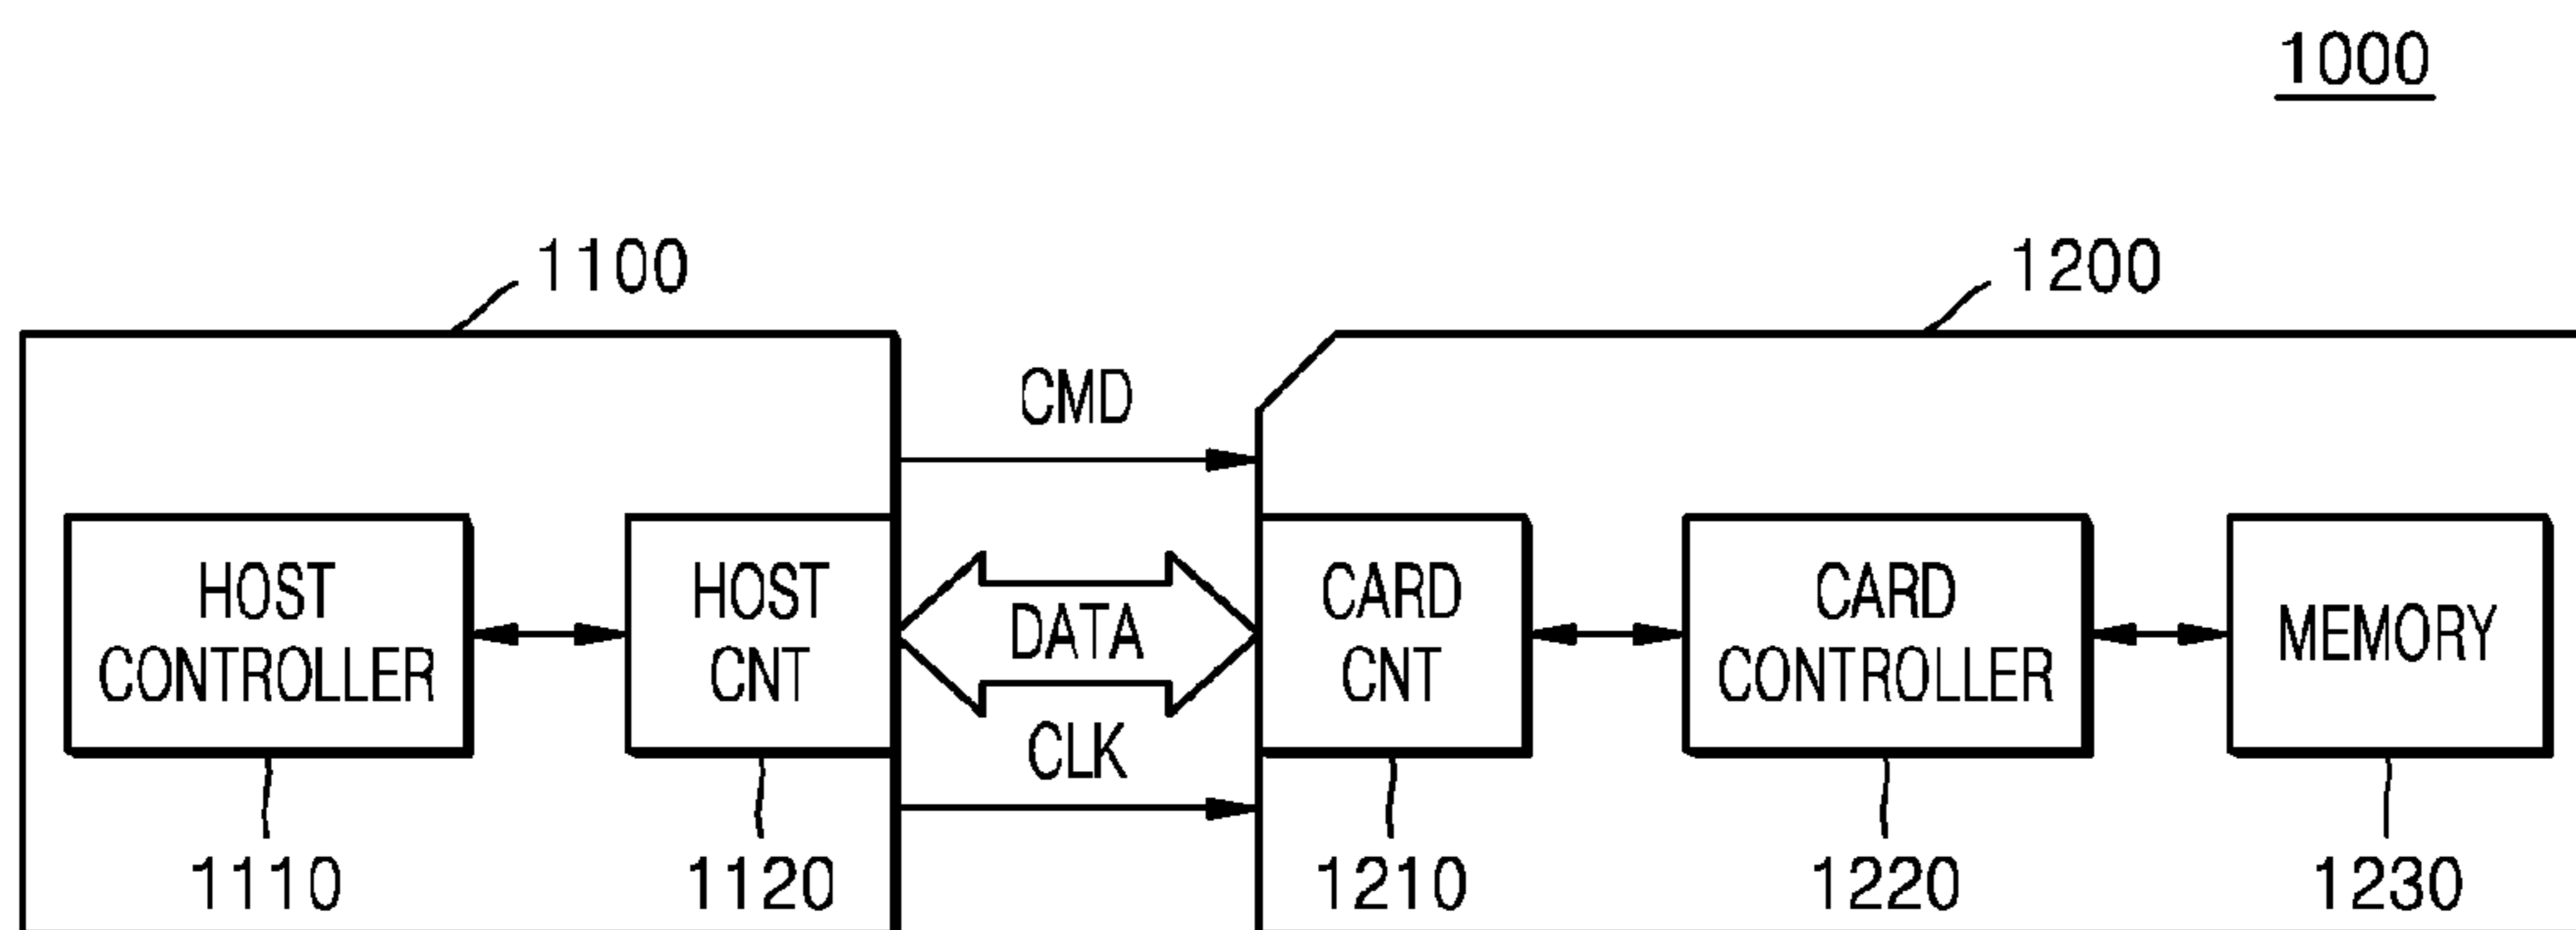 1000
1100
1200
CMD
HOST
CONTROLLER
HOST
CNT
DATA
CLK
CARD
CNT
CARD
CONTROLLER
MEMORY
1110
1120
1210
1220
1230